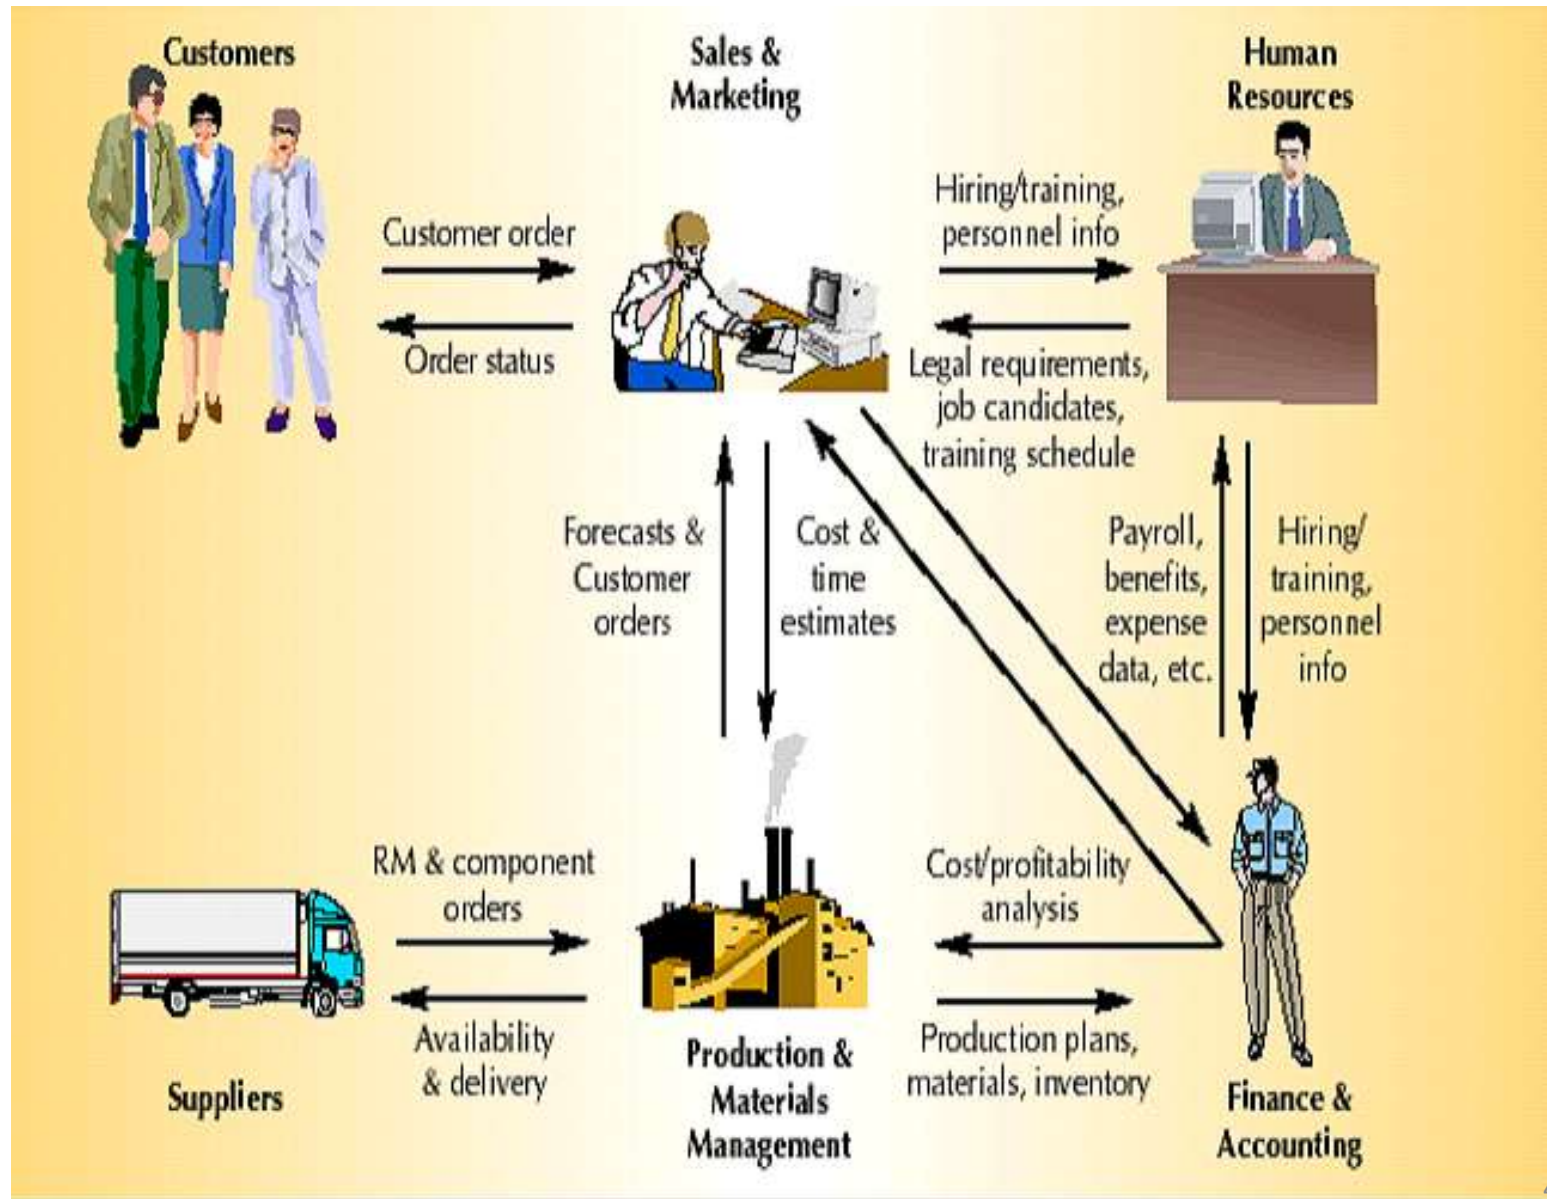 Customers
Sales &
Marketing
Human
Resources
Customer order
Order status
Hiring/training,
personnel info
Legal requirements,
job candidates,
training schedule
Forecasts &
Customer
orders
Cost &
time
estimates
Payroll,
benefits,
expense
data, etc.
Hiring/
training,
personnel
info
RM & component
orders
Availability
& delivery
Cost/profitability
analysis
Production plans,
materials, inventory
Suppliers
Production &
Materials
Management
Finance &
Accounting